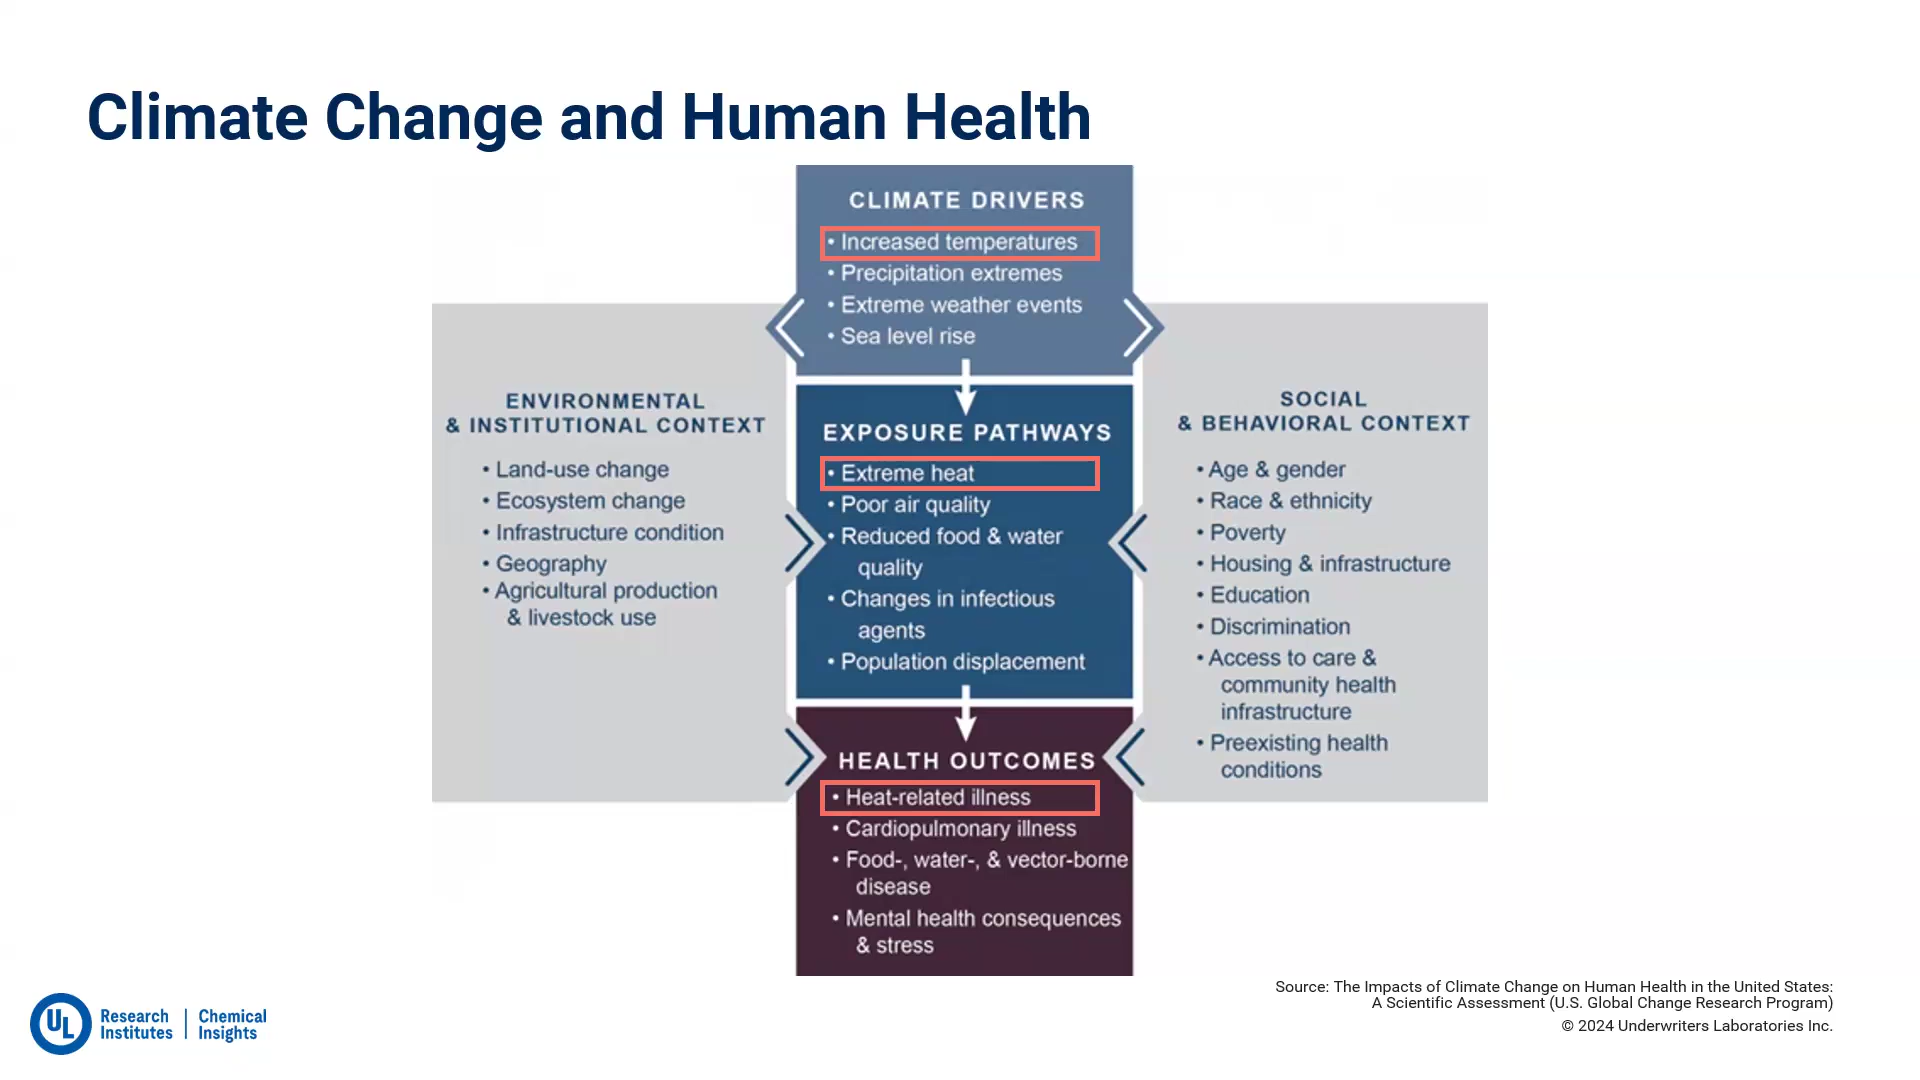 Climate Change and Human Health
CLIMATE DRIVERS
• Increased temperatures
• Precipitation extremes
• Extreme weather events
• Sea level rise
ENVIRONMENTAL
& INSTITUTIONAL CONTEXT
• Land-use change
• Ecosystem change
• Infrastructure condition
• Geography
• Agricultural production
& livestock use
EXPOSURE PATHWAYS
• Extreme heat
• Poor air quality
• Reduced food & water
quality
• Changes in infectious
agents
• Population displacement
SOCIAL
& BEHAVIORAL CONTEXT
• Age & gender
• Race & ethnicity
• Poverty
• Housing & infrastructure
• Education
• Discrimination
• Access to care &
community health
infrastructure
• Preexisting health
conditions
HEALTH OUTCOMES
• Heat-related illness
• Cardiopulmonary illness
• Food-, water-, & vector-borne
disease
• Mental health consequences
& stress
Source: The Impacts of Climate Change on Human Health in the United States:
A Scientific Assessment (U.S. Global Change Research Program)
© 2024 Underwriters Laboratories Inc.
UL
Research
Institutes
Chemical
Insights